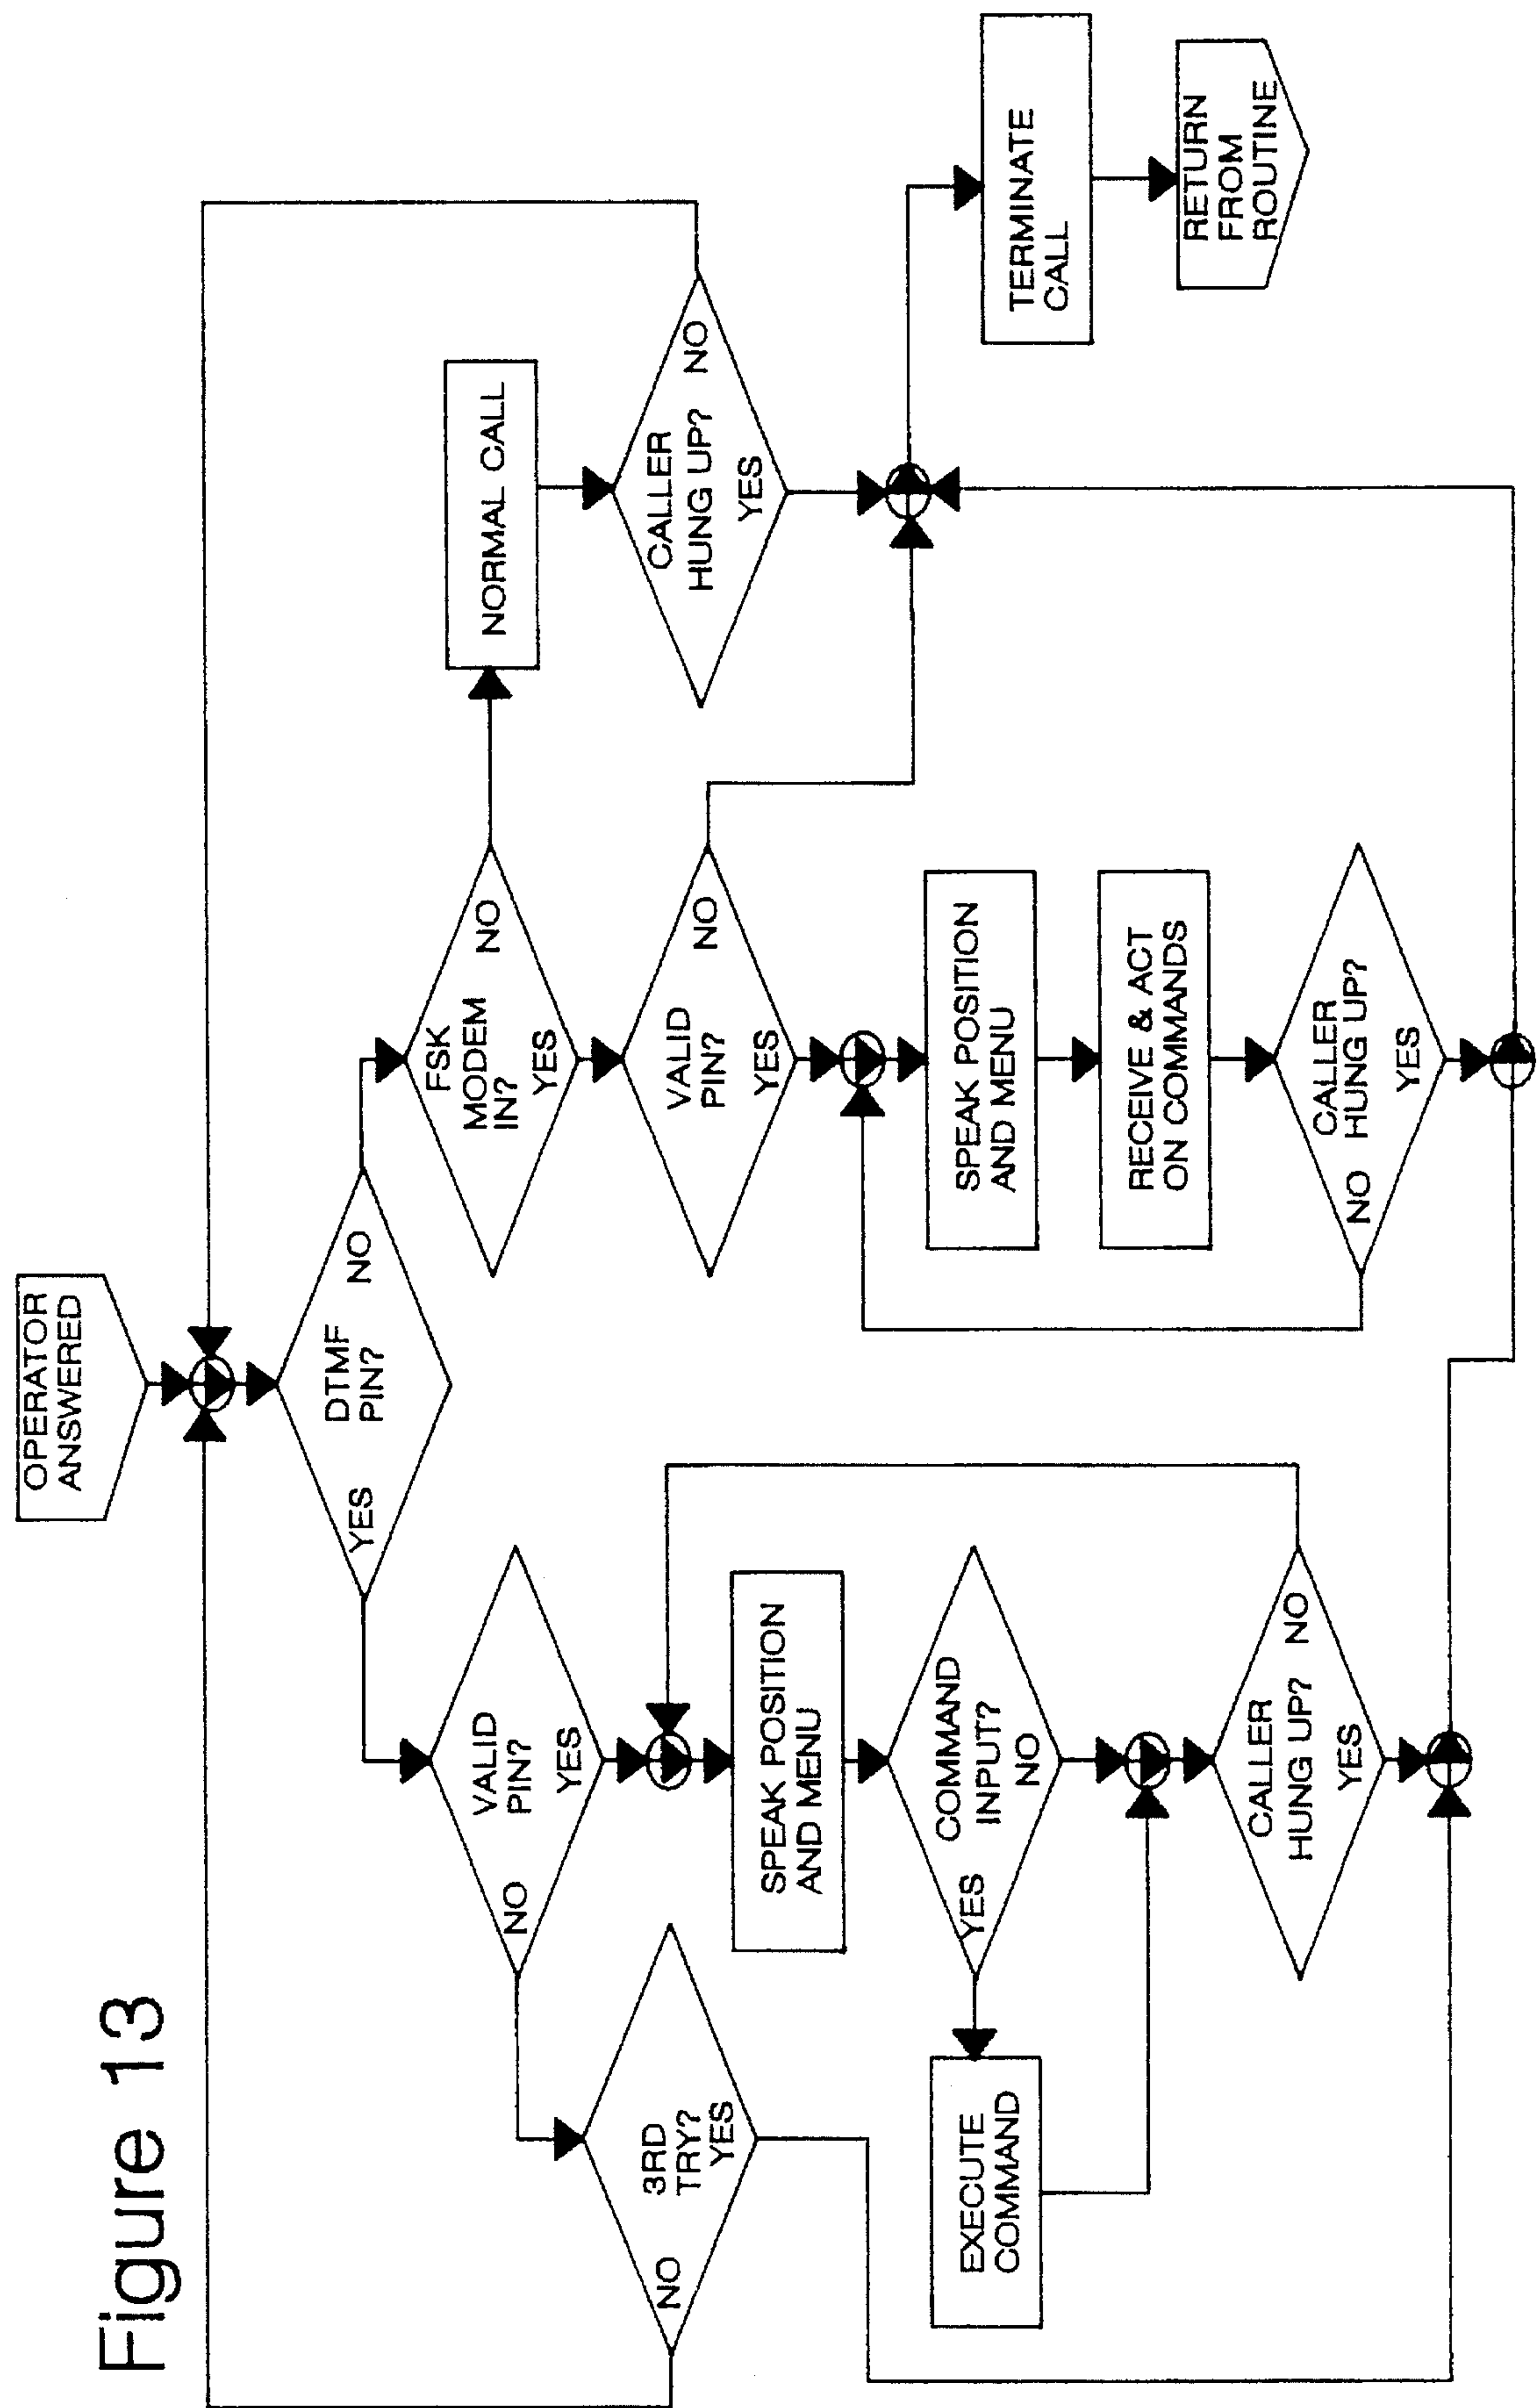 Figure 13
OPERATOR
ANSWERED
DTMF
PIN?
YES
NO
VALID
PIN?
NO
YES
3RD
TRY?
NO
YES
SPEAK POSITION
AND MENU
COMMAND
INPUT?
YES
NO
EXECUTE
COMMAND
CALLER
HUNG UP?
NO
YES
FSK
MODEM
IN?
NO
YES
VALID
PIN?
NO
YES
SPEAK POSITION
AND MENU
RECEIVE & ACT
ON COMMANDS
CALLER
HUNG UP?
NO
YES
NORMAL CALL
CALLER
HUNG UP?
NO
YES
TERMINATE
CALL
RETURN
FROM
ROUTINE